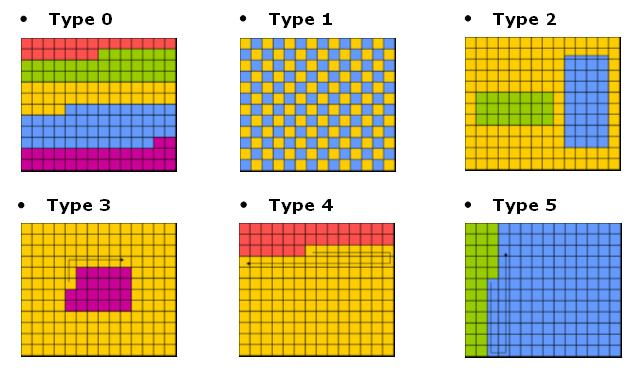 • Type 0
• Type 1
• Type 2
• Type 3
• Type 4
• Type 5